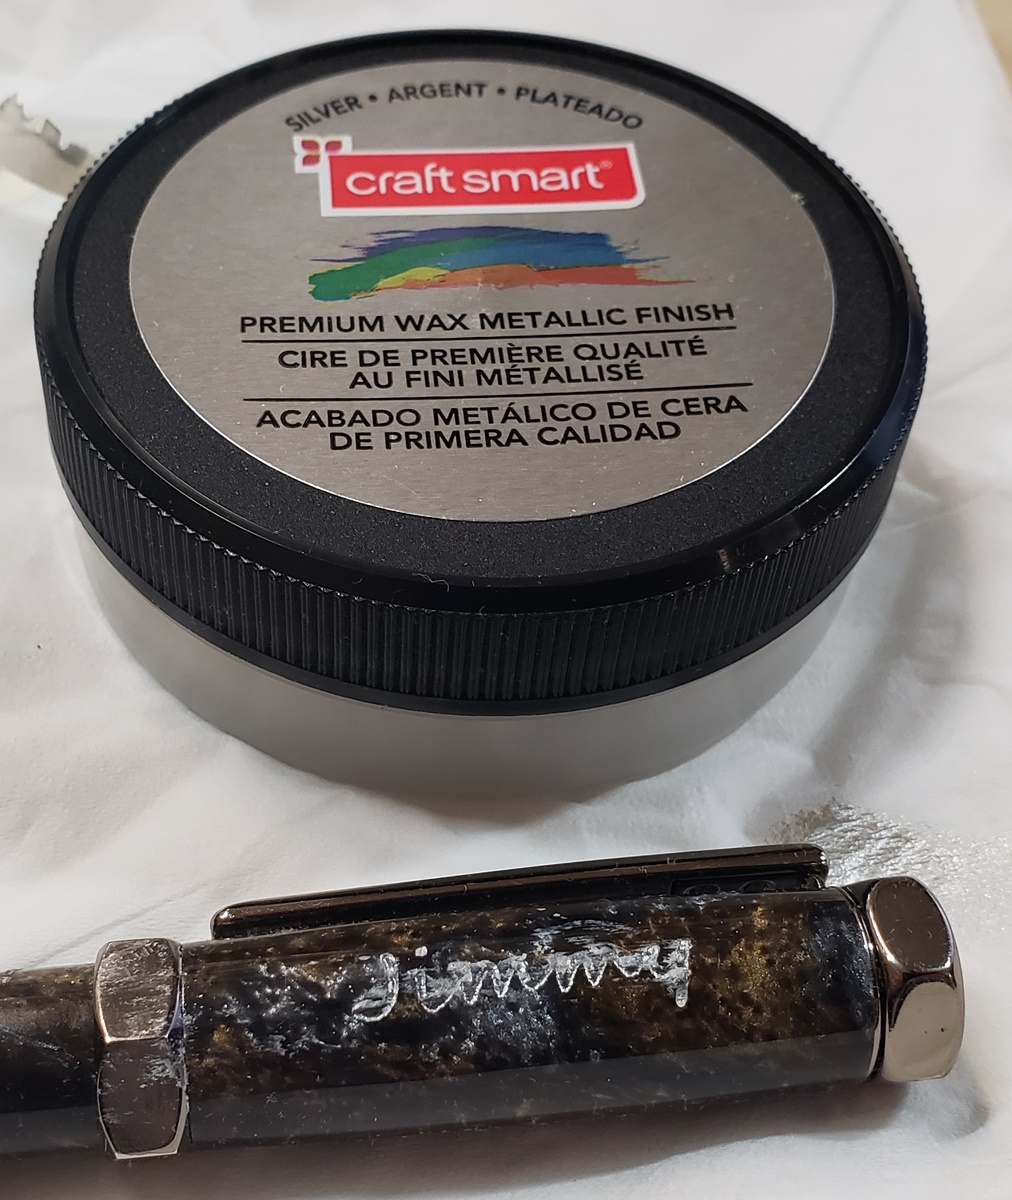 SILVER • ARGENT • PLATEADO
craft smart®
PREMIUM WAX METALLIC FINISH
CIRE DE PREMIÈRE QUALITÉ
AU FINI MÉTALLISÉ
ACABADO METÁLICO DE CERA
DE PRIMERA CALIDAD
Jimmy